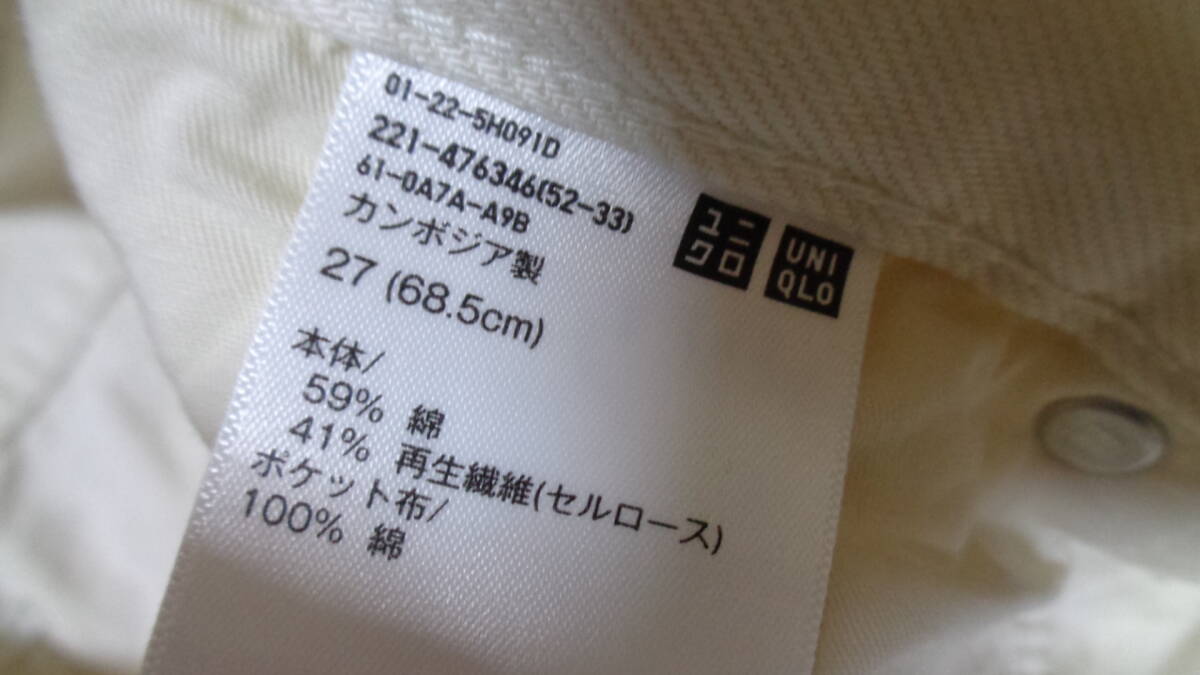 01-22-5H091D
221-476346(52-33)
61-0A7A-A9B
カンボジア製
27 (68.5cm)
本体/
59% 綿
41% 再生繊維(セルロース)
ポケット布/
100% 綿
ユニ
クロ
UNI
QLO